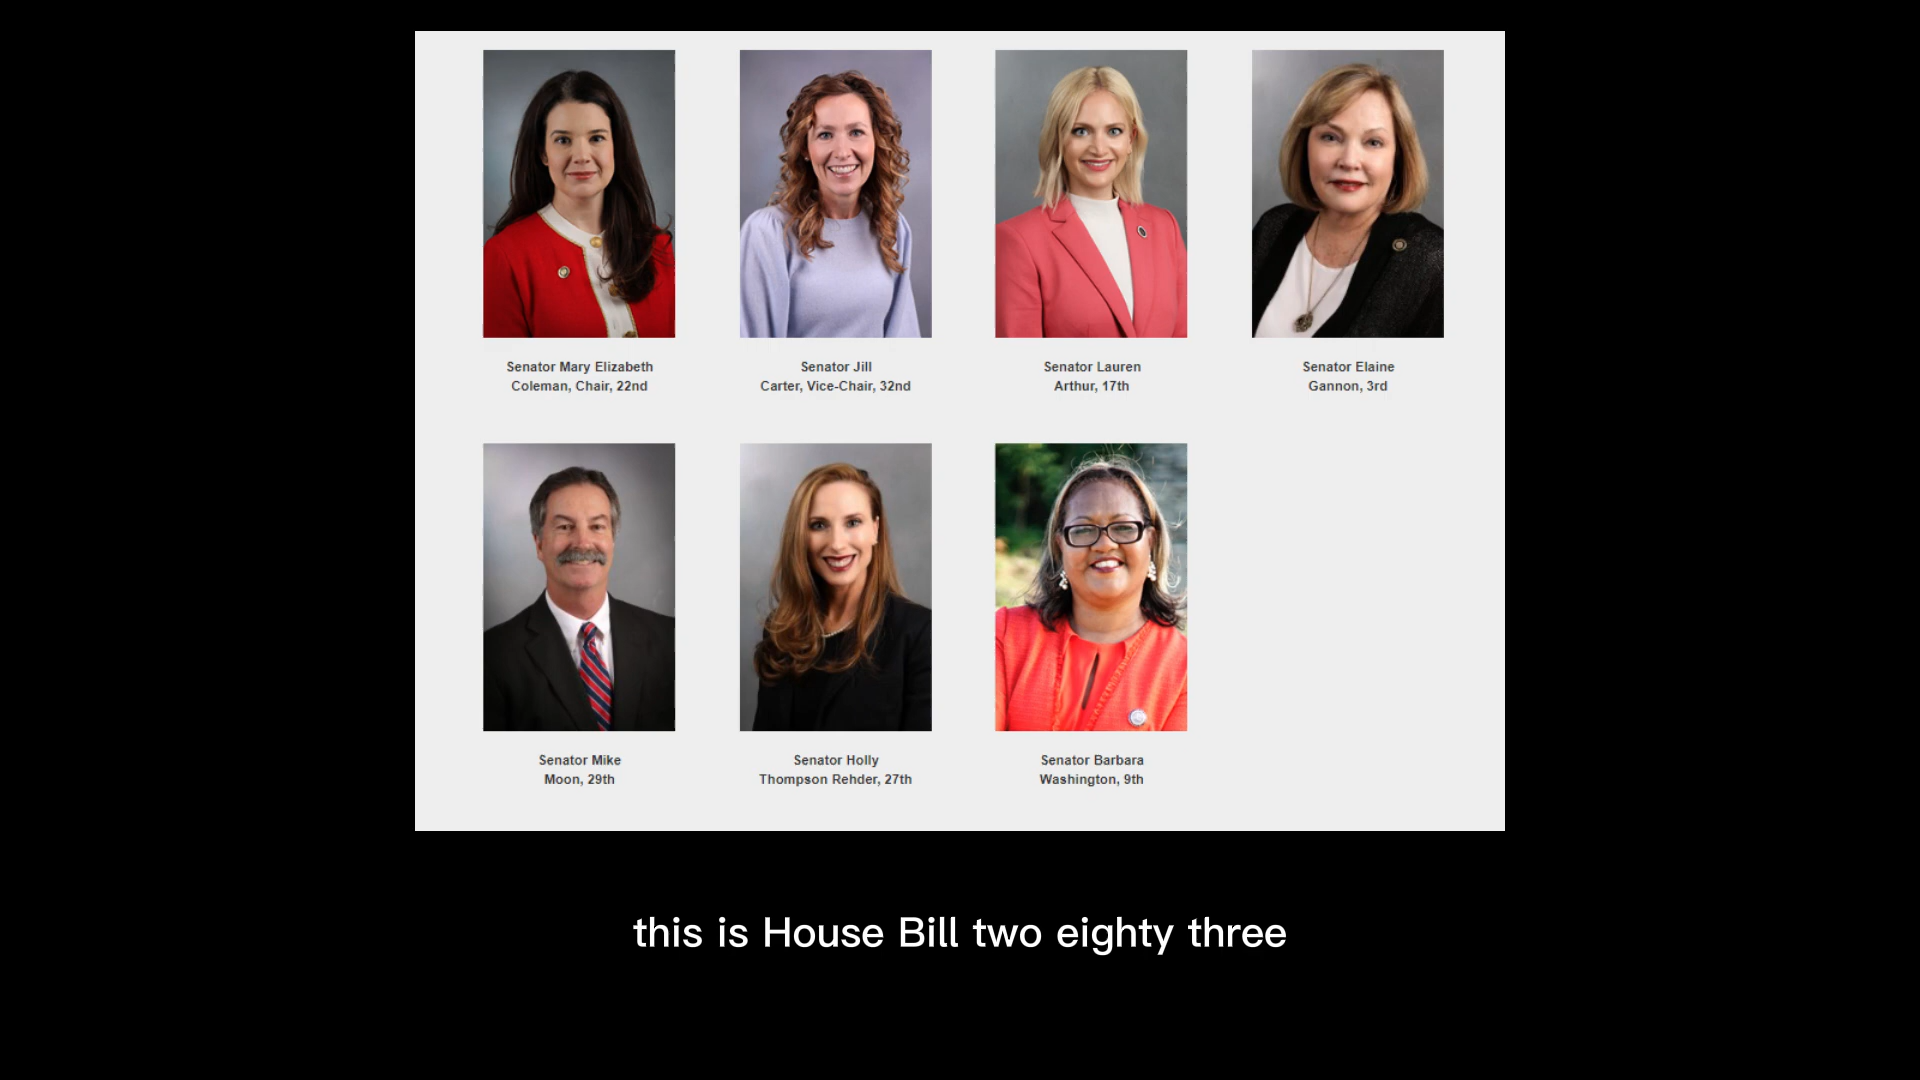 Senator Mary Elizabeth
Coleman, Chair, 22nd
Senator Jill
Carter, Vice-Chair, 32nd
Senator Lauren
Arthur, 17th
Senator Elaine
Gannon, 3rd
Senator Mike
Moon, 29th
Senator Holly
Thompson Rehder, 27th
Senator Barbara
Washington, 9th
this is House Bill two eighty three